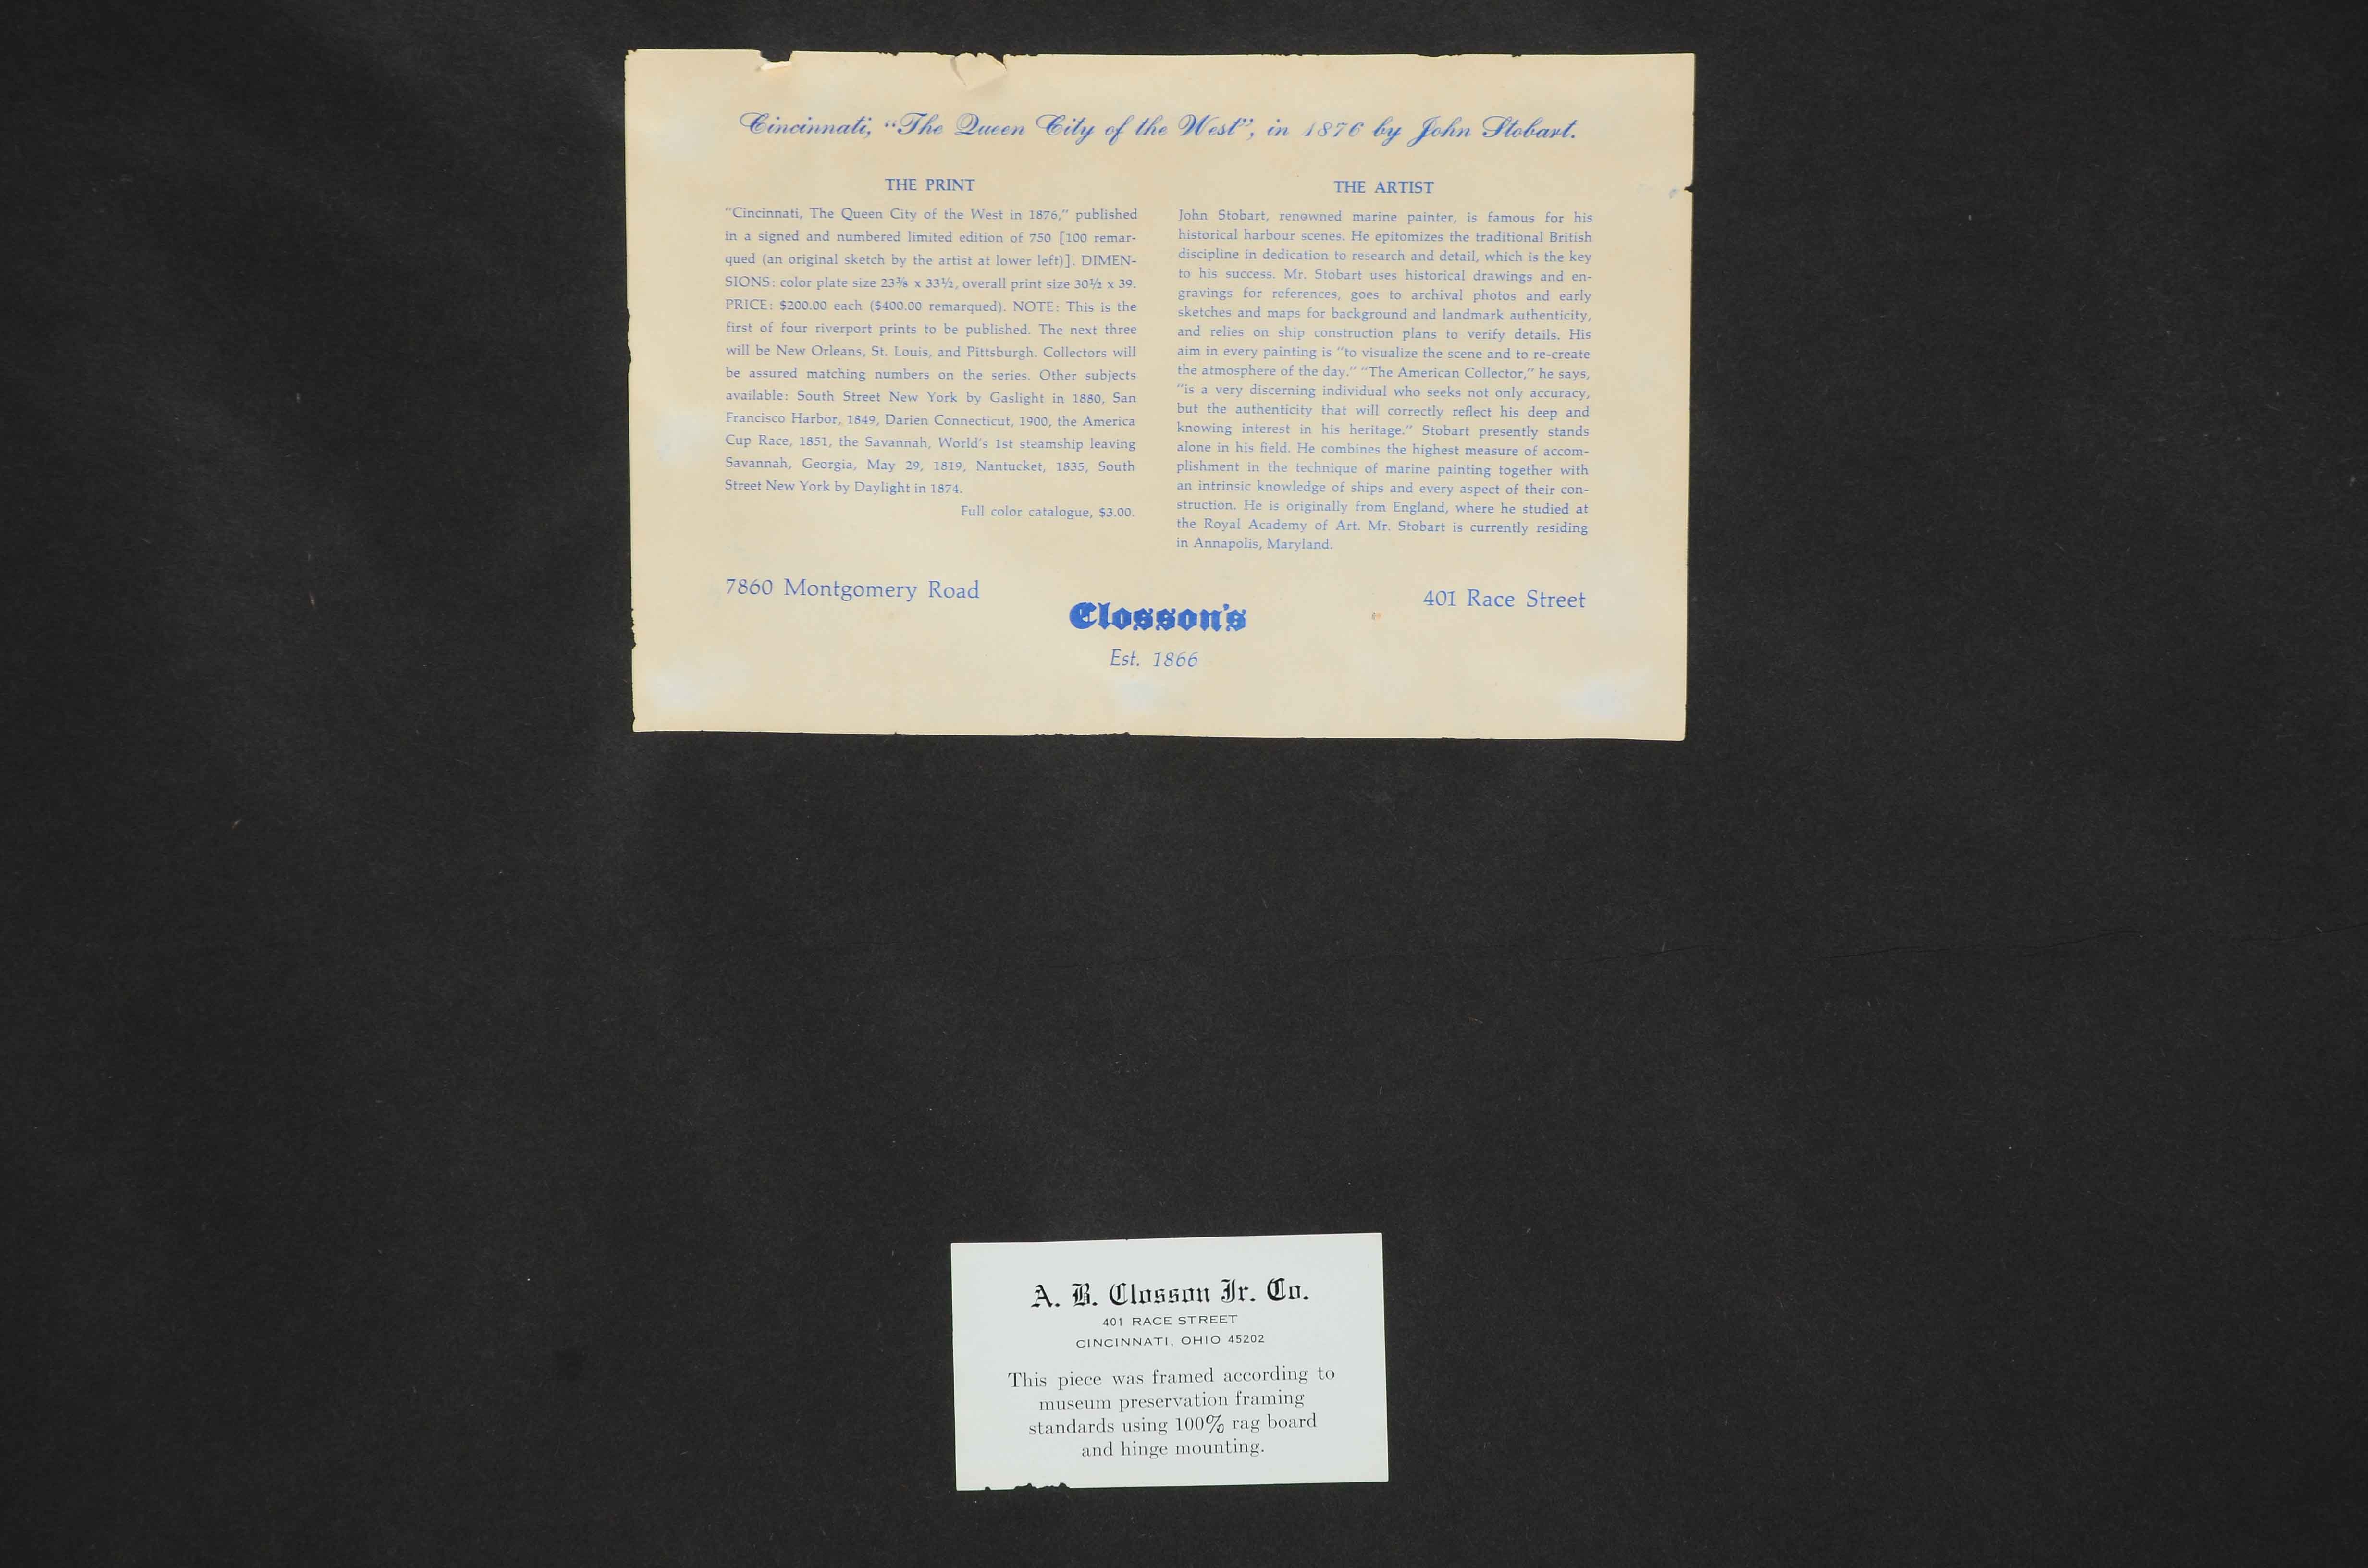 Cincinnati, “The Queen City of the West”, in 1876 by John Stobart.
THE PRINT
“Cincinnati, The Queen City of the West in 1876,” published
in a signed and numbered limited edition of 750 [100 remar-
qued (an original sketch by the artist at lower left)]. DIMEN-
SIONS: color plate size 23⅜ x 33½, overall print size 30½ x 39.
PRICE: $200.00 each ($400.00 remarqued). NOTE: This is the
first of four riverport prints to be published. The next three
will be New Orleans, St. Louis, and Pittsburgh. Collectors will
be assured matching numbers on the series. Other subjects
available: South Street New York by Gaslight in 1880, San
Francisco Harbor, 1849, Darien Connecticut, 1900, the America
Cup Race, 1851, the Savannah, World's 1st steamship leaving
Savannah, Georgia, May 29, 1819, Nantucket, 1835, South
Street New York by Daylight in 1874.
Full color catalogue, $3.00.
THE ARTIST
John Stobart, renowned marine painter, is famous for his
historical harbour scenes. He epitomizes the traditional British
discipline in dedication to research and detail, which is the key
to his success. Mr. Stobart uses historical drawings and en-
gravings for references, goes to archival photos and early
sketches and maps for background and landmark authenticity,
and relies on ship construction plans to verify details. His
aim in every painting is “to visualize the scene and to re-create
the atmosphere of the day.” “The American Collector,” he says,
“is a very discerning individual who seeks not only accuracy,
but the authenticity that will correctly reflect his deep and
knowing interest in his heritage.” Stobart presently stands
alone in his field. He combines the highest measure of accom-
plishment in the technique of marine painting together with
an intrinsic knowledge of ships and every aspect of their con-
struction. He is originally from England, where he studied at
the Royal Academy of Art. Mr. Stobart is currently residing
in Annapolis, Maryland.
7860 Montgomery Road
Closson's
401 Race Street
Est. 1866
A. B. Closson Jr. Co.
401 RACE STREET
CINCINNATI, OHIO 45202
This piece was framed according to
museum preservation framing
standards using 100% rag board
and hinge mounting.